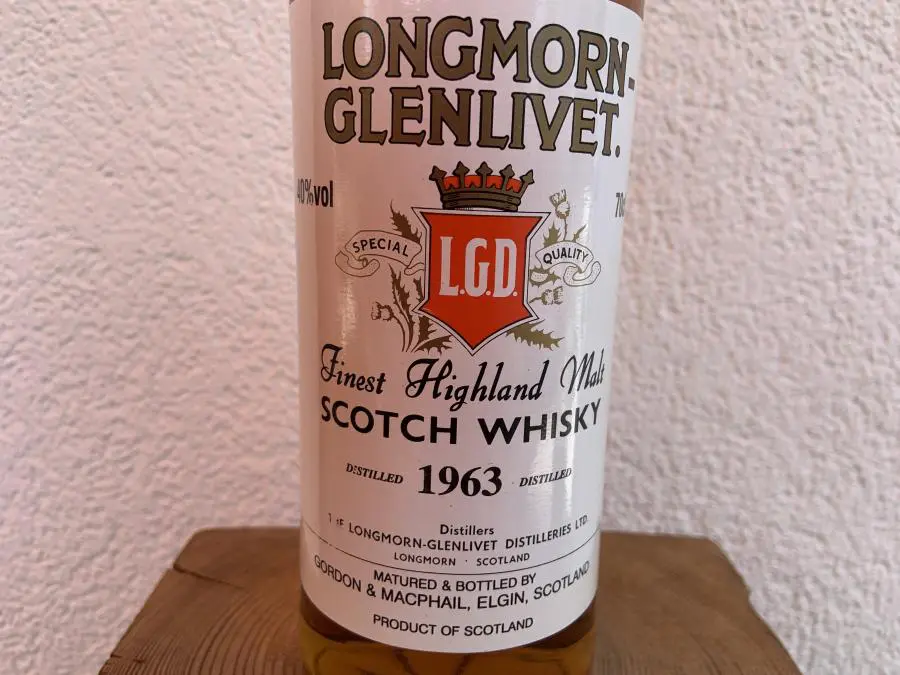 LONGMORN-
GLENLIVET.
40%vol
SPECIAL
L.G.D.
QUALITY
Finest Highland Malt
SCOTCH WHISKY
DISTILLED 1963 DISTILLED
Distillers
LONGMORN-GLENLIVET DISTILLERIES LTD.
LONGMORN · SCOTLAND
MATURED & BOTTLED BY
GORDON & MACPHAIL, ELGIN, SCOTLAND
PRODUCT OF SCOTLAND